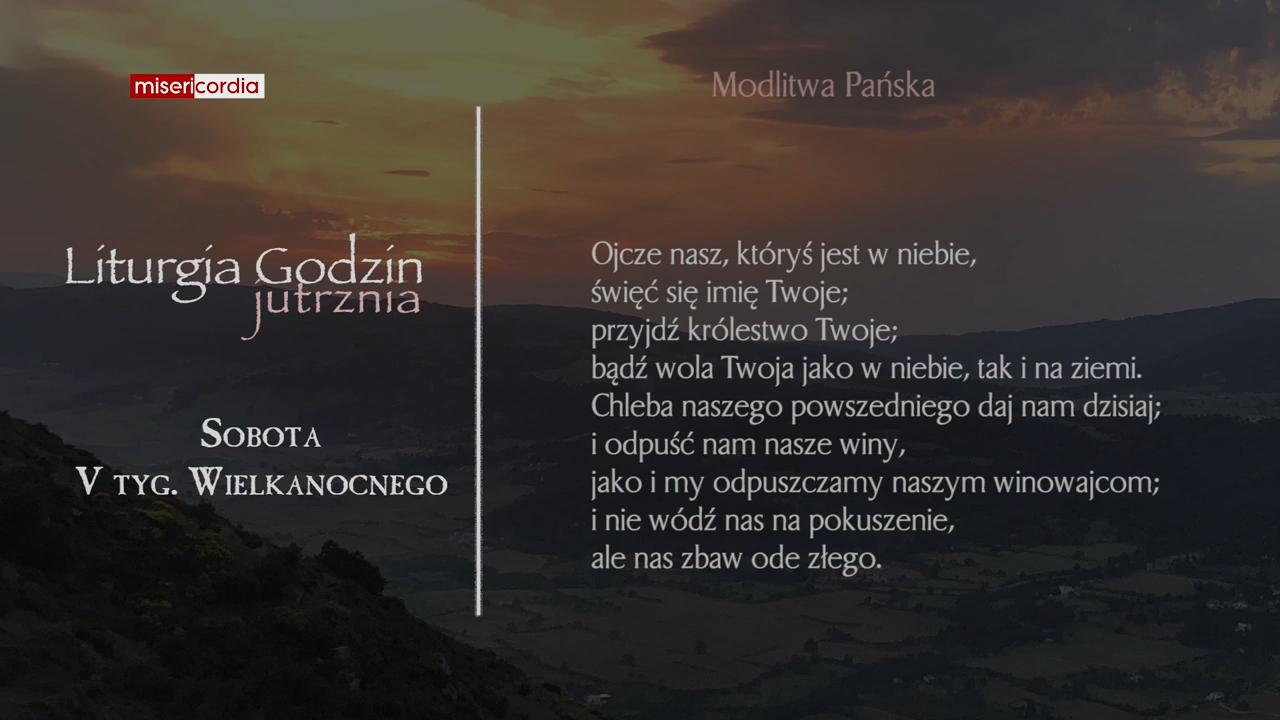 misericordia
Liturgia Godzin
jutrznia
Sobota
V tyg. Wielkanocnego
Modlitwa Pańska
Ojcze nasz, któryś jest w niebie,
święć się imię Twoje;
przyjdź królestwo Twoje;
bądź wola Twoja jako w niebie, tak i na ziemi.
Chleba naszego powszedniego daj nam dzisiaj;
i odpuść nam nasze winy,
jako i my odpuszczamy naszym winowajcom;
i nie wódź nas na pokuszenie,
ale nas zbaw ode złego.